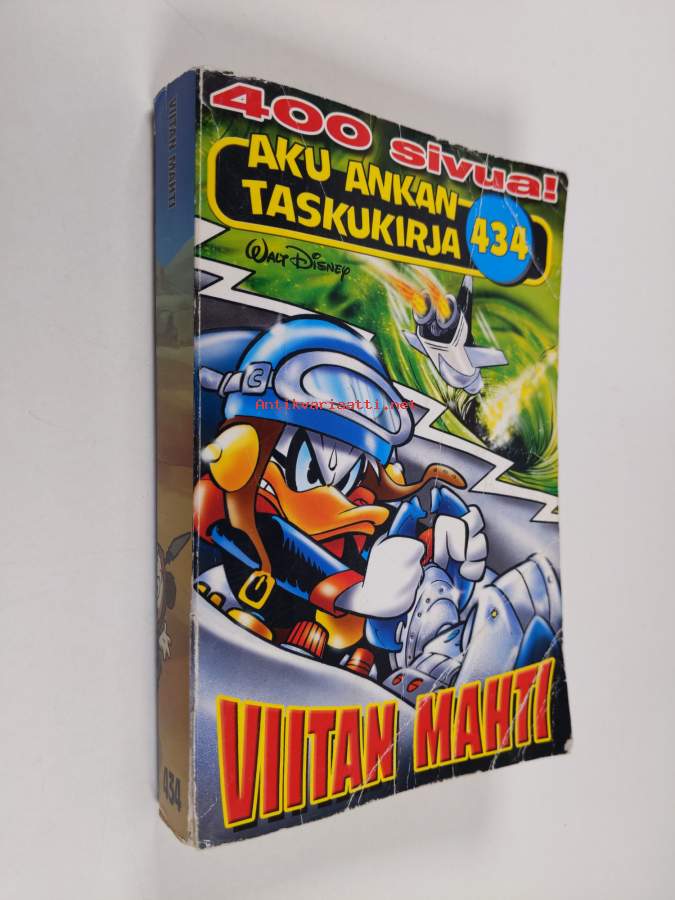 400 sivua!
AKU ANKAN
TASKUKIRJA
434
WALT DISNEY
C
Antikvariaatti.net
VIITAN MAHTI
VIITAN MAHTI
434